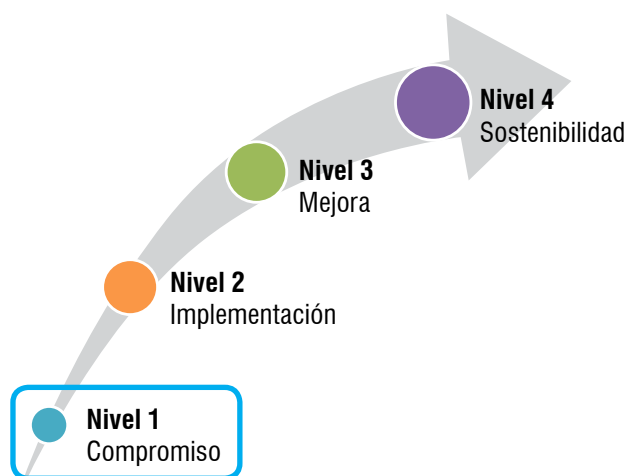 Nivel 4
Sostenibilidad
Nivel 3
Mejora
Nivel 2
Implementación
Nivel 1
Compromiso